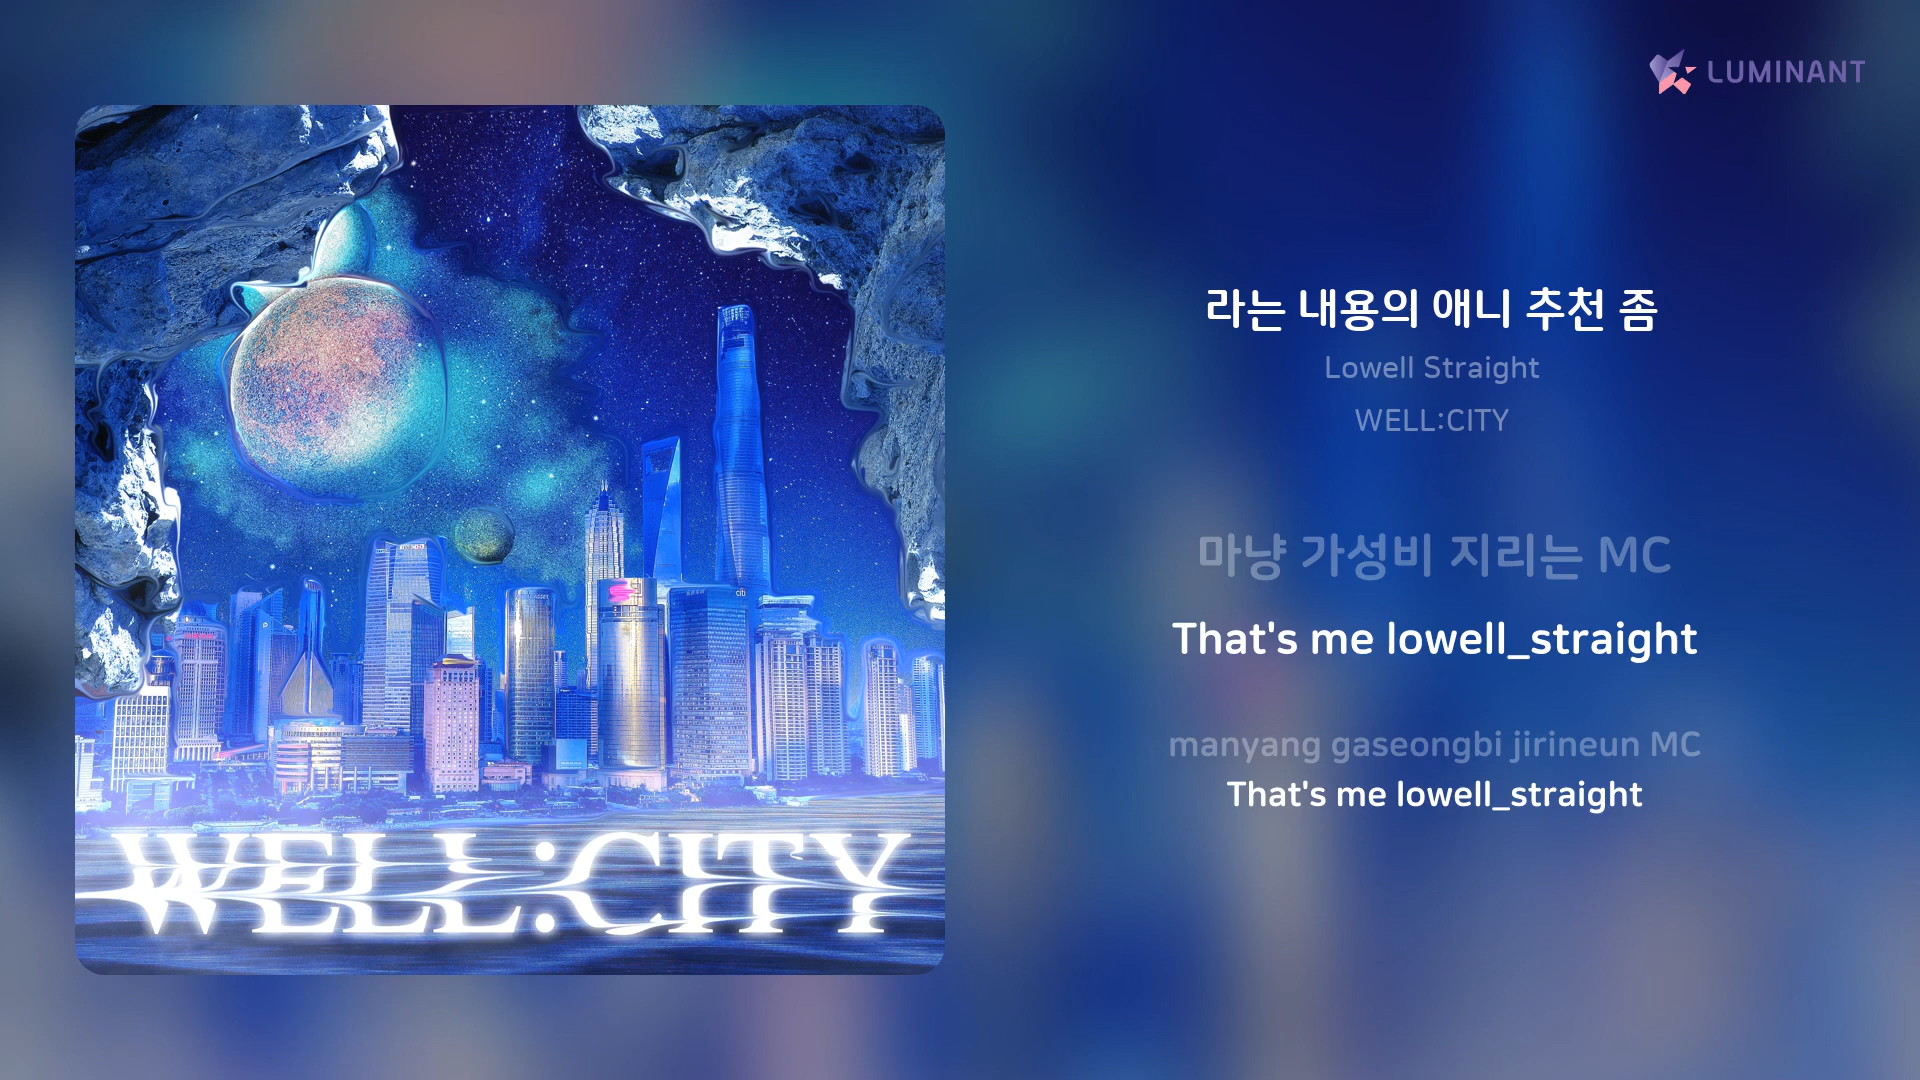 LUMINANT
라는 내용의 애니 추천 좀
Lowell Straight
WELL:CITY
마냥 가성비 지리는 MC
That's me lowell_straight
manyang gaseongbi jirineun MC
That's me lowell_straight
citi
WELL:CITY